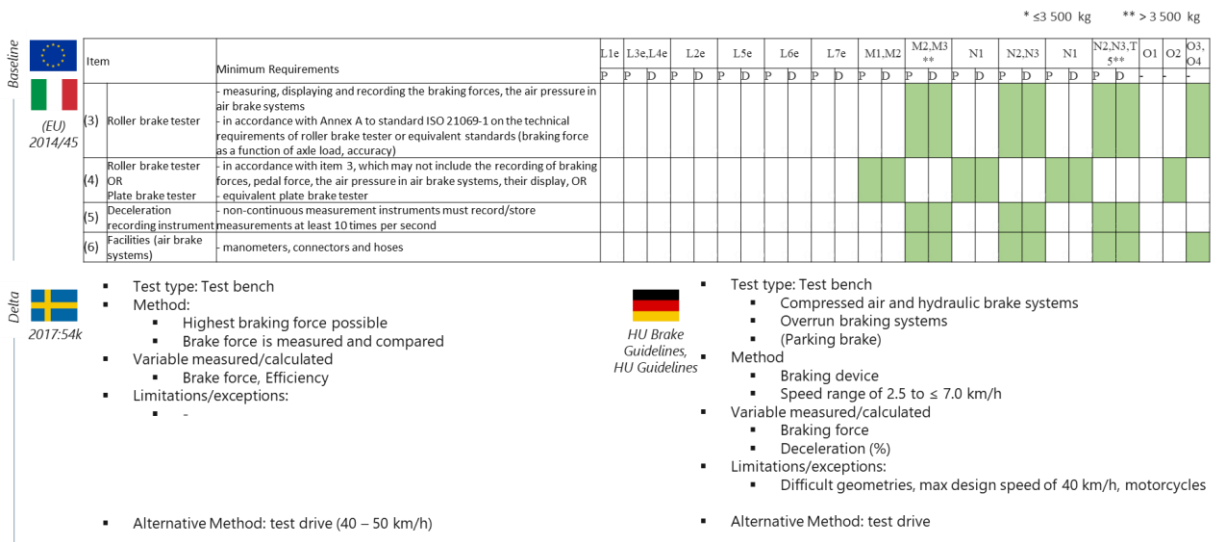 * ≤3 500 kg ** > 3 500 kg
Baseline
(EU)
2014/45
Item Minimum Requirements L1e L3e,L4e L2e L5e L6e L7e M1,M2 M2,M3 ** N1 N2,N3 N1 N2,N3,T 5** O1 O2 O3, O4
P P D P D P D P D P D P D P D P D P D P D P D - - -
(3) Roller brake tester
- measuring, displaying and recording the braking forces, the air pressure in
air brake systems
- in accordance with Annex A to standard ISO 21069-1 on the technical
requirements of roller brake tester or equivalent standards (braking force
as a function of axle load, accuracy)
(4) Roller brake tester
OR
Plate brake tester
- in accordance with item 3, which may not include the recording of braking
forces, pedal force, the air pressure in air brake systems, their display, OR
- equivalent plate brake tester
(5) Deceleration
recording instrument
- non-continuous measurement instruments must record/store
measurements at least 10 times per second
(6) Facilities (air brake
systems)
- manometers, connectors and hoses
Delta
2017:54k
▪ Test type: Test bench
▪ Method:
▪ Highest braking force possible
▪ Brake force is measured and compared
▪ Variable measured/calculated
▪ Brake force, Efficiency
▪ Limitations/exceptions:
▪ -
▪ Alternative Method: test drive (40 – 50 km/h)
HU Brake
Guidelines,
HU Guidelines
▪ Test type: Test bench
▪ Compressed air and hydraulic brake systems
▪ Overrun braking systems
▪ (Parking brake)
▪ Method
▪ Braking device
▪ Speed range of 2.5 to ≤ 7.0 km/h
▪ Variable measured/calculated
▪ Braking force
▪ Deceleration (%)
▪ Limitations/exceptions:
▪ Difficult geometries, max design speed of 40 km/h, motorcycles
▪ Alternative Method: test drive